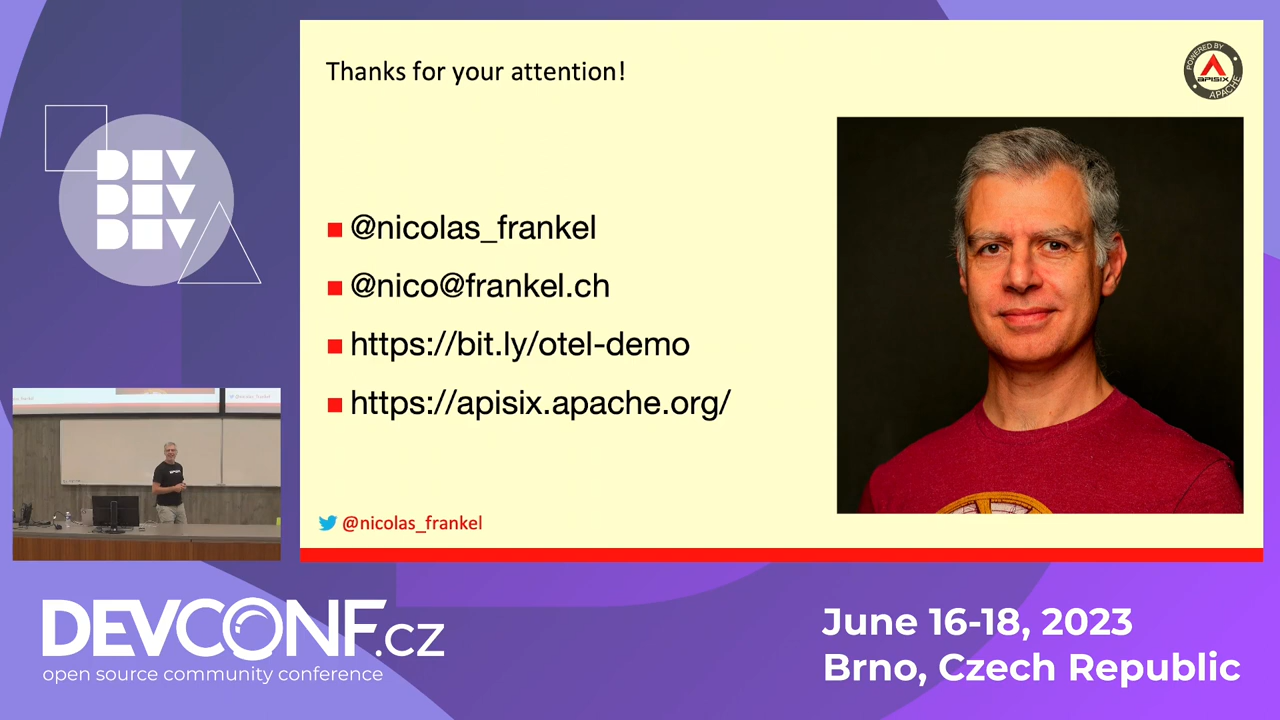 Thanks for your attention!
POWERED BY
APISIX
APACHE
DEV
DEV
DEV
@nicolas_frankel
@nico@frankel.ch
https://bit.ly/otel-demo
https://apisix.apache.org/
@nicolas_frankel
DEVCONF.cz
open source community conference
June 16-18, 2023
Brno, Czech Republic